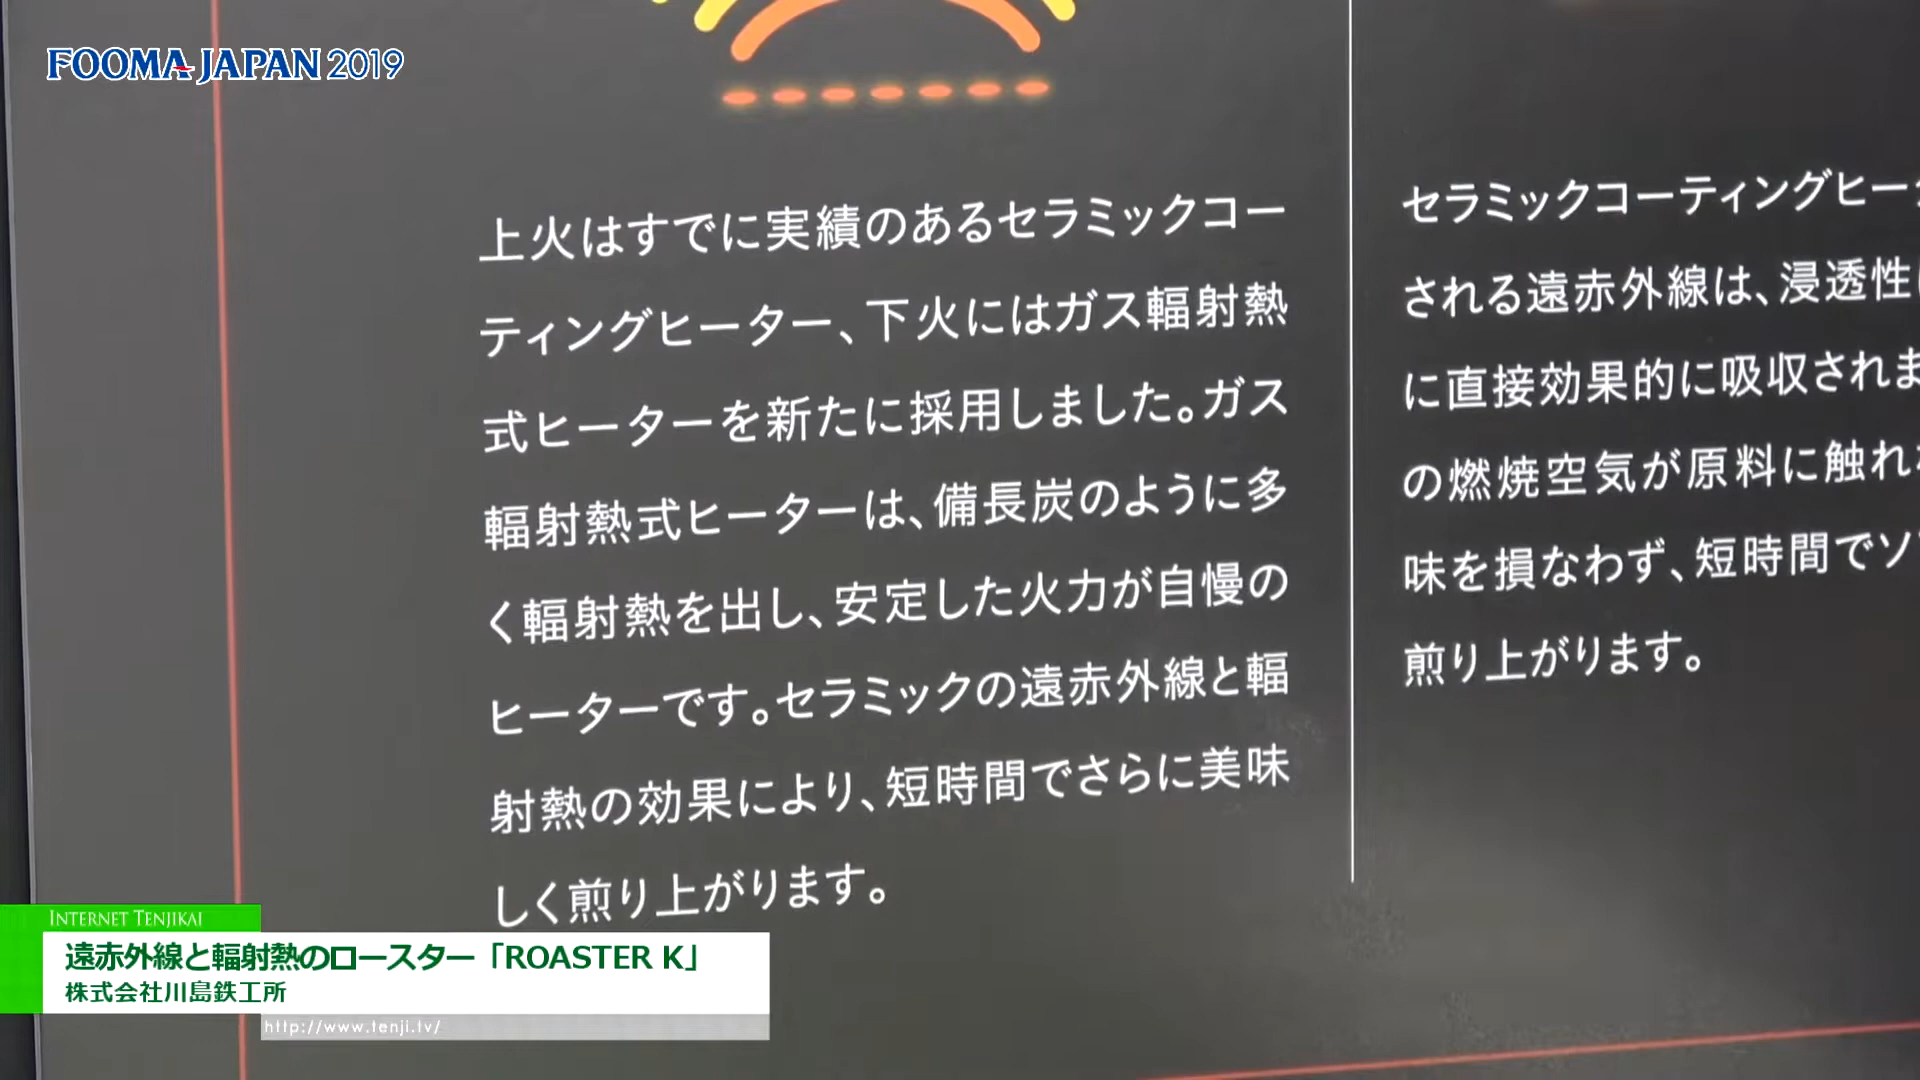 FOOMA JAPAN 2019
上火はすでに実績のあるセラミックコー
ティングヒーター、下火にはガス輻射熱
式ヒーターを新たに採用しました。ガス
輻射熱式ヒーターは、備長炭のように多
く輻射熱を出し、安定した火力が自慢の
ヒーターです。セラミックの遠赤外線と輻
射熱の効果により、短時間でさらに美味
しく煎り上がります。
セラミックコーティングヒー
される遠赤外線は、浸透性
に直接効果的に吸収されま
の燃焼空気が原料に触れ
味を損なわず、短時間でソ
煎り上がります。
INTERNET TENJIKAI
遠赤外線と輻射熱のロースター「ROASTER K」
株式会社川島鉄工所
http://www.tenji.tv/